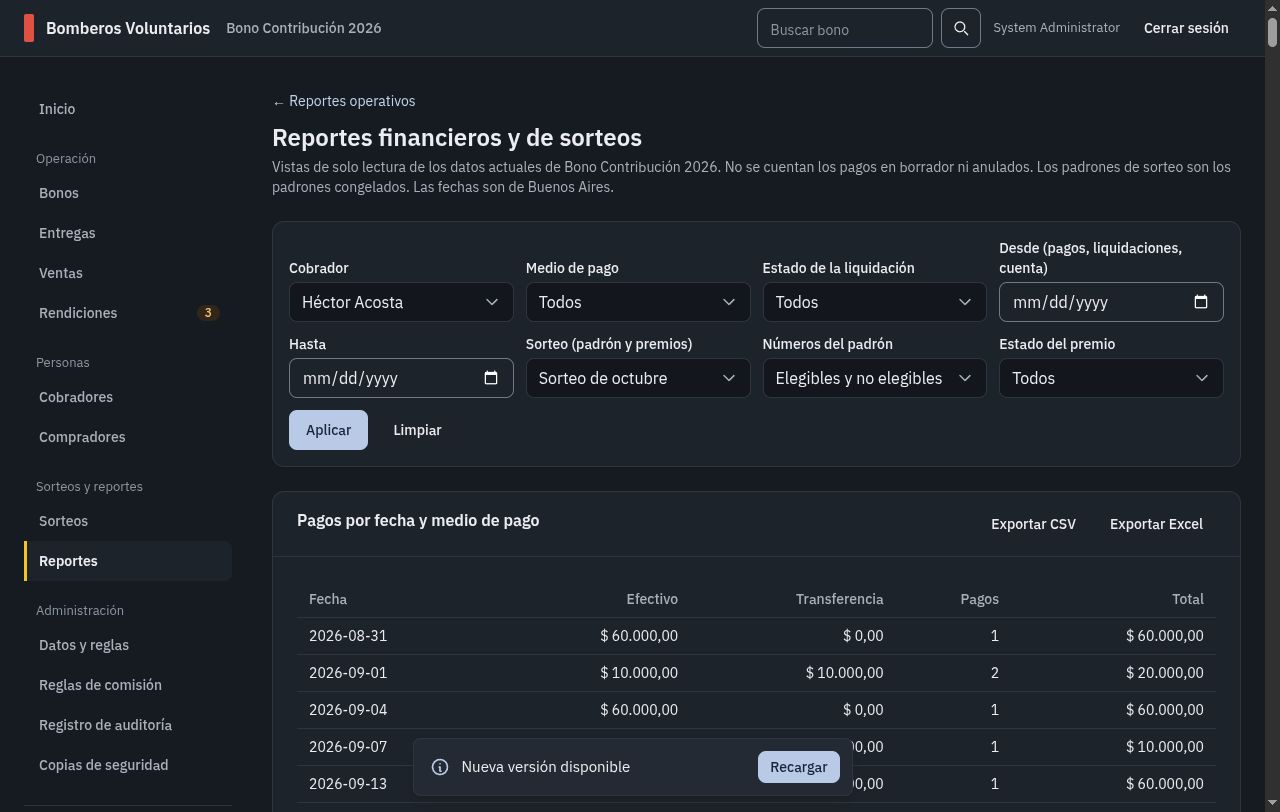 Bomberos Voluntarios
Bono Contribución 2026
Buscar bono
System Administrator
Cerrar sesión
Inicio
Operación
Bonos
Entregas
Ventas
Rendiciones
3
Personas
Cobradores
Compradores
Sorteos y reportes
Sorteos
Reportes
Administración
Datos y reglas
Reglas de comisión
Registro de auditoría
Copias de seguridad
← Reportes operativos
Reportes financieros y de sorteos
Vistas de solo lectura de los datos actuales de Bono Contribución 2026. No se cuentan los pagos en borrador ni anulados. Los padrones de sorteo son los
padrones congelados. Las fechas son de Buenos Aires.
Cobrador
Héctor Acosta
Medio de pago
Todos
Estado de la liquidación
Todos
Desde (pagos, liquidaciones,
cuenta)
mm/dd/yyyy
Hasta
mm/dd/yyyy
Sorteo (padrón y premios)
Sorteo de octubre
Números del padrón
Elegibles y no elegibles
Estado del premio
Todos
Aplicar
Limpiar
Pagos por fecha y medio de pago
Exportar CSV
Exportar Excel
Fecha Efectivo Transferencia Pagos Total
2026-08-31 $ 60.000,00 $ 0,00 1 $ 60.000,00
2026-09-01 $ 10.000,00 $ 10.000,00 2 $ 20.000,00
2026-09-04 $ 60.000,00 $ 0,00 1 $ 60.000,00
2026-09-07 1 $ 10.000,00
2026-09-13 1 $ 60.000,00
Nueva versión disponible
Recargar